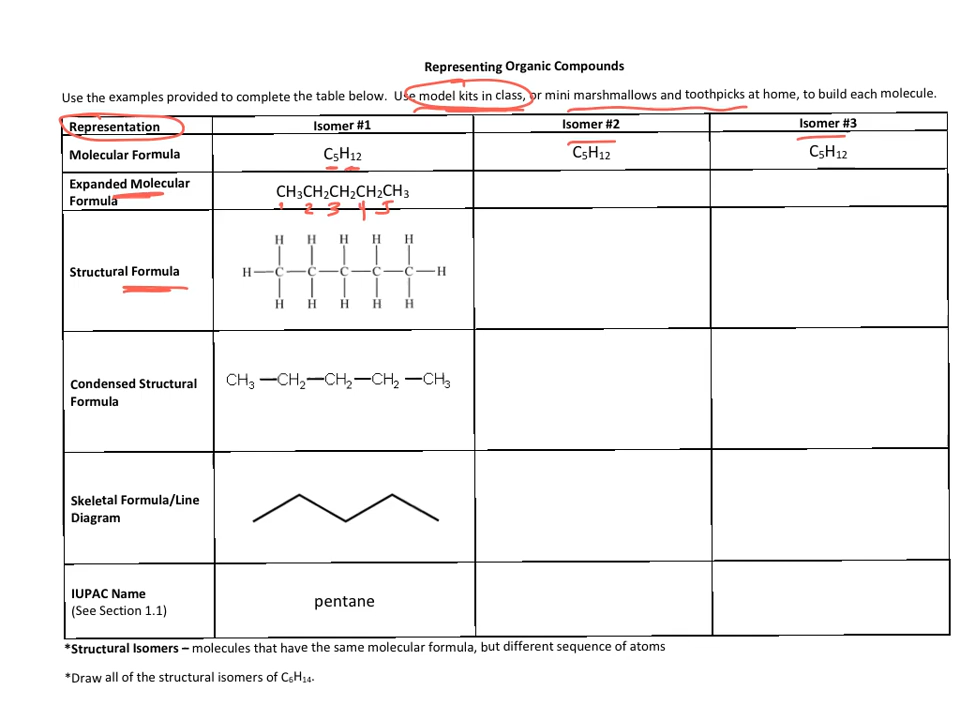 Representing Organic Compounds
Use the examples provided to complete the table below. Use model kits in class, or mini marshmallows and toothpicks at home, to build each molecule.
Representation Isomer #1 Isomer #2 Isomer #3
Molecular Formula C₅H₁₂ C₅H₁₂ C₅H₁₂
Expanded Molecular
Formula CH₃CH₂CH₂CH₂CH₃
1 2 3 4 5
Structural Formula
H H H H H
H—C—C—C—C—C—H
H H H H H
Condensed Structural
Formula
CH₃—CH₂—CH₂—CH₂—CH₃
Skeletal Formula/Line
Diagram
IUPAC Name
(See Section 1.1)
pentane
*Structural Isomers – molecules that have the same molecular formula, but different sequence of atoms
*Draw all of the structural isomers of C₆H₁₄.